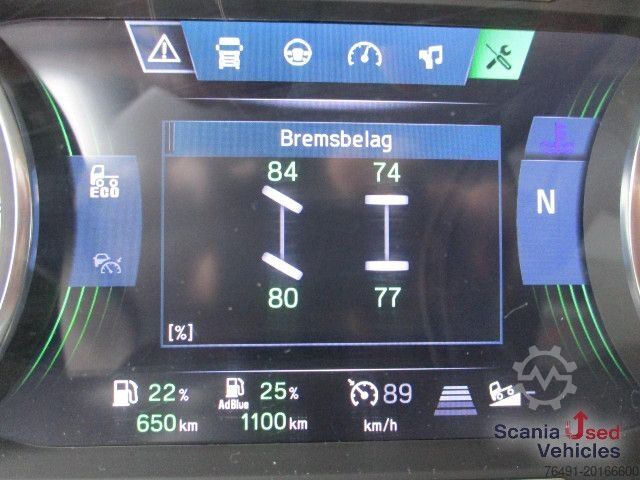 Bremsbelag
84 74
ECO
N
80 77
[%]
22% 25% 89
AdBlue
650 km 1100 km km/h
Scania Used
Vehicles
76491-20166600